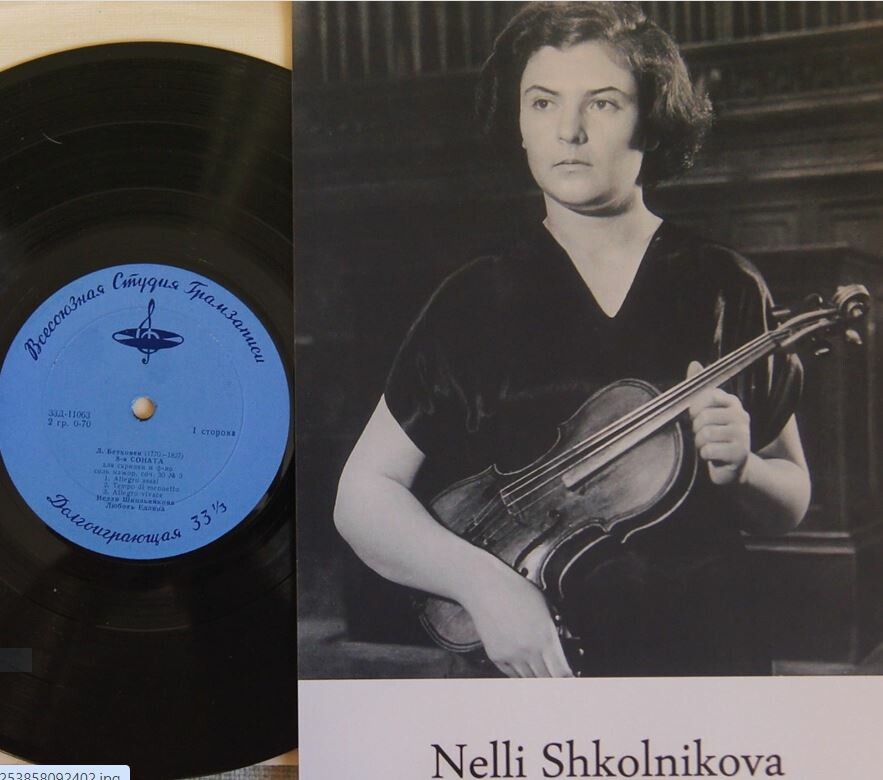 Всесоюзная Студия Грамзаписи
33Д-11063
2 гр. 0-70
1 сторона
Л. Бетховен (1770–1827)
8-я СОНАТА
для скрипки и ф-но
соль мажор, соч. 30 № 3
1. Allegro assai
2. Tempo di menuetto
3. Allegro vivace
Нелли Школьникова
Любовь Едлина
Долгоиграющая 33 1/3
Nelli Shkolnikova
253858092402.jpg